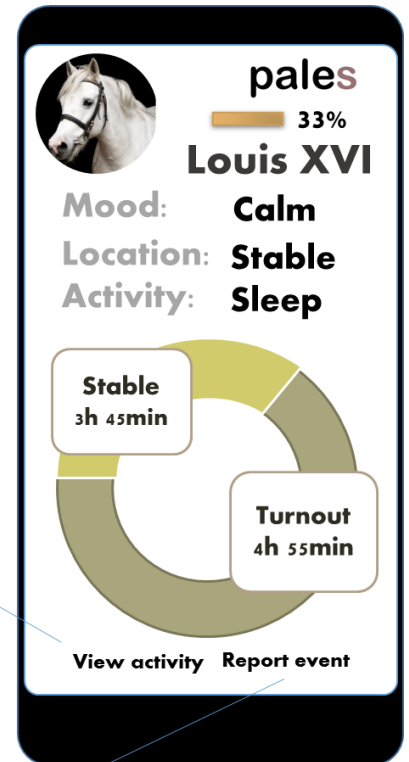 pales
33%
Louis XVI
Mood: Calm
Location: Stable
Activity: Sleep
Stable
3h 45min
Turnout
4h 55min
View activity Report event